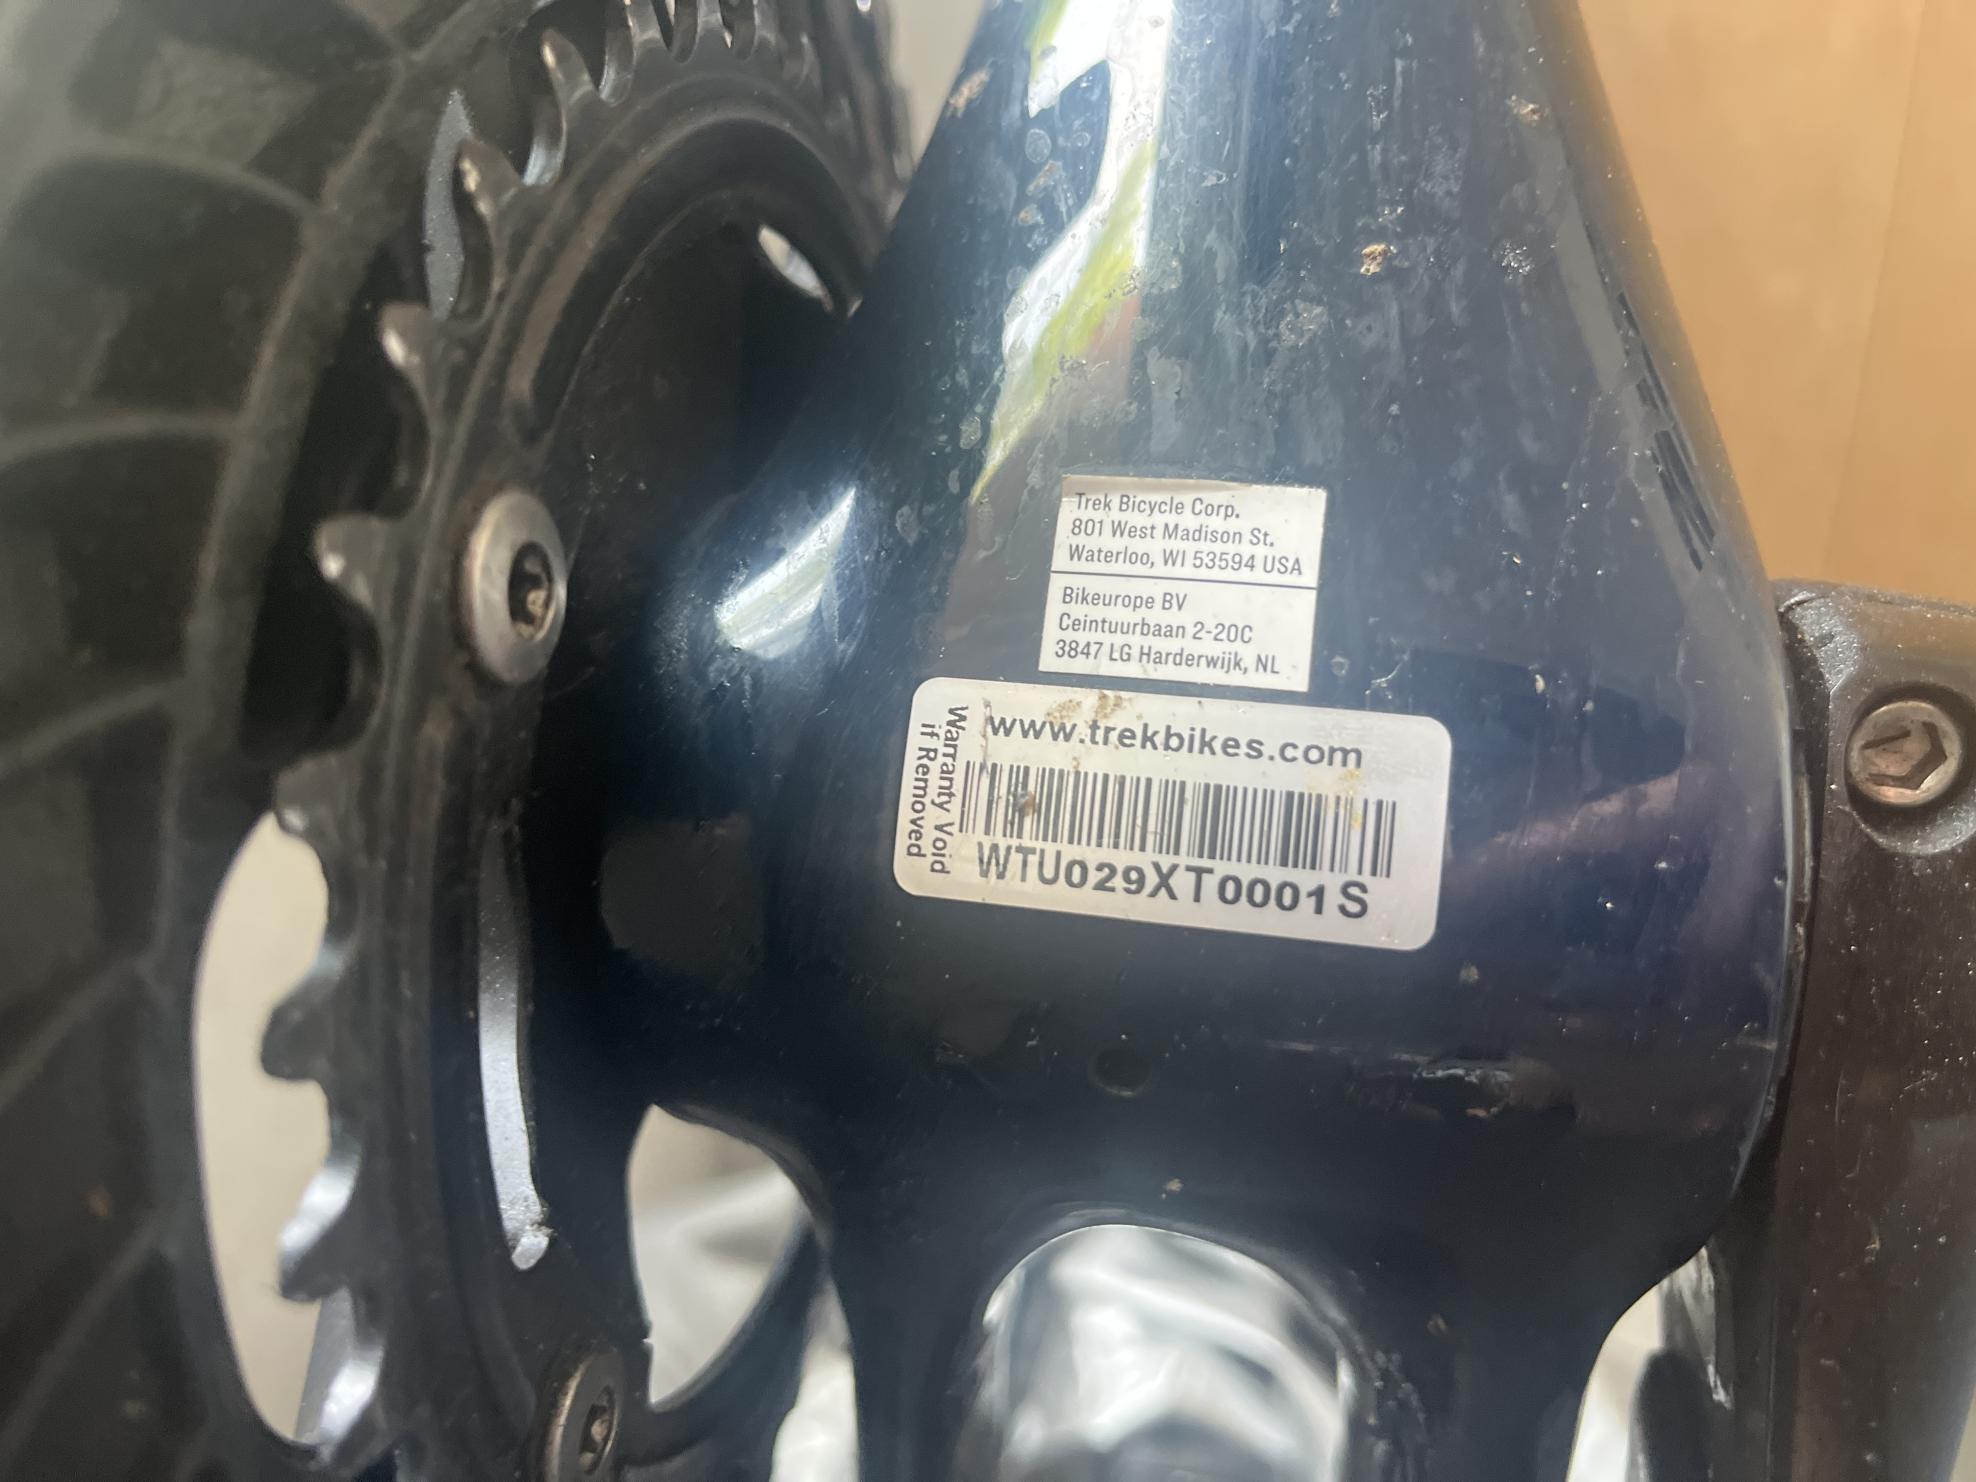 Trek Bicycle Corp.
801 West Madison St.
Waterloo, WI 53594 USA
Bikeurope BV
Ceintuurbaan 2-20C
3847 LG Harderwijk, NL
www.trekbikes.com
WTU029XT0001S
Warranty Void
if Removed